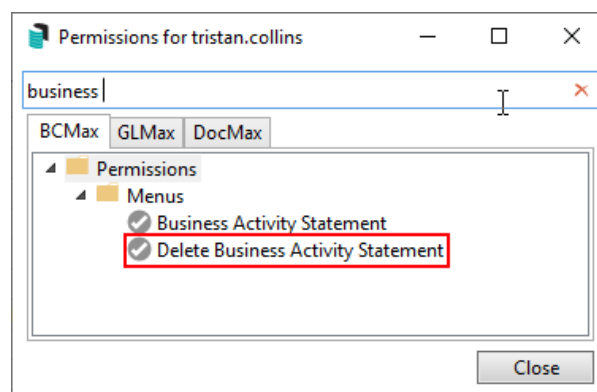 Permissions for tristan.collins
business
BCMax GLMax DocMax
Permissions
Menus
Business Activity Statement
Delete Business Activity Statement
Close